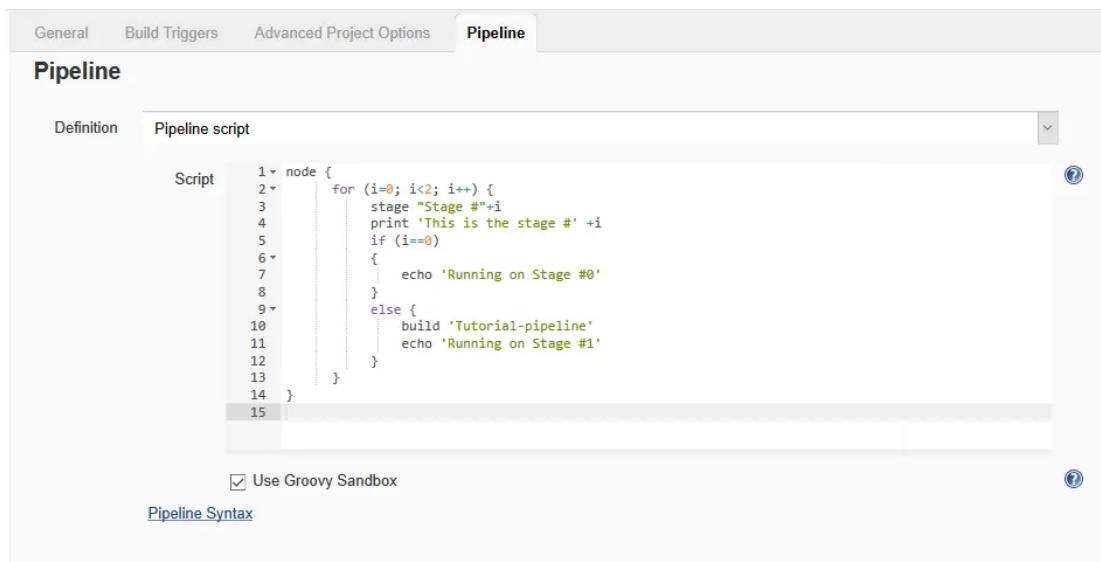 General Build Triggers Advanced Project Options Pipeline
Pipeline
Definition Pipeline script
Script
1 node {
2 for (i=0; i<2; i++) {
3 stage "Stage #"+i
4 print 'This is the stage #' +i
5 if (i==0)
6 {
7 echo 'Running on Stage #0'
8 }
9 else {
10 build 'Tutorial-pipeline'
11 echo 'Running on Stage #1'
12 }
13 }
14 }
15
Use Groovy Sandbox
Pipeline Syntax